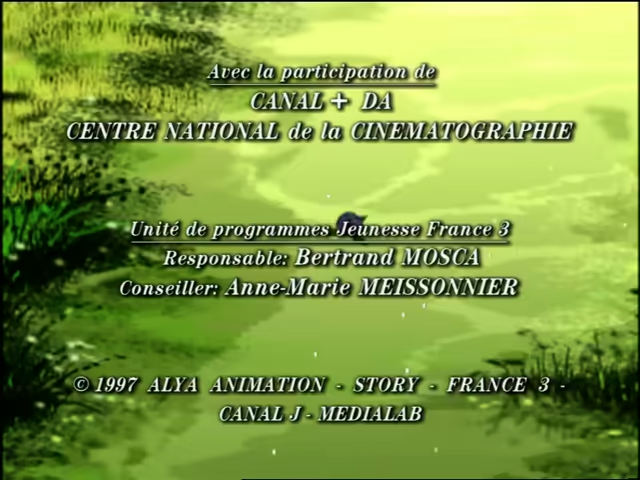 Avec la participation de
CANAL+ DA
CENTRE NATIONAL de la CINEMATOGRAPHIE
Unité de programmes Jeunesse France 3
Responsable: Bertrand MOSCA
Conseiller: Anne-Marie MEISSONNIER
© 1997 ALYA ANIMATION - STORY - FRANCE 3 -
CANAL J - MEDIALAB